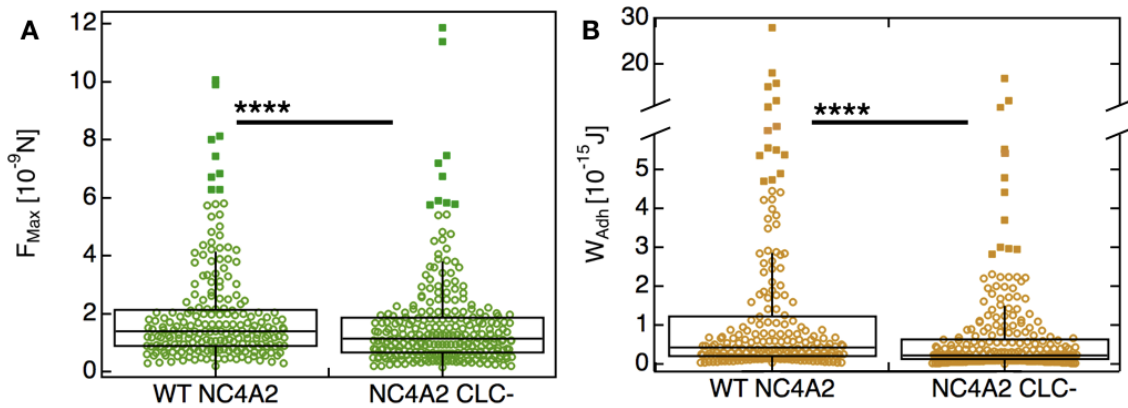 A
12
10
8
6
4
2
0
F_Max [10^-9N]
****
WT NC4A2
NC4A2 CLC-
B
30
20
5
4
3
2
1
0
W_Adh [10^-15J]
****
WT NC4A2
NC4A2 CLC-